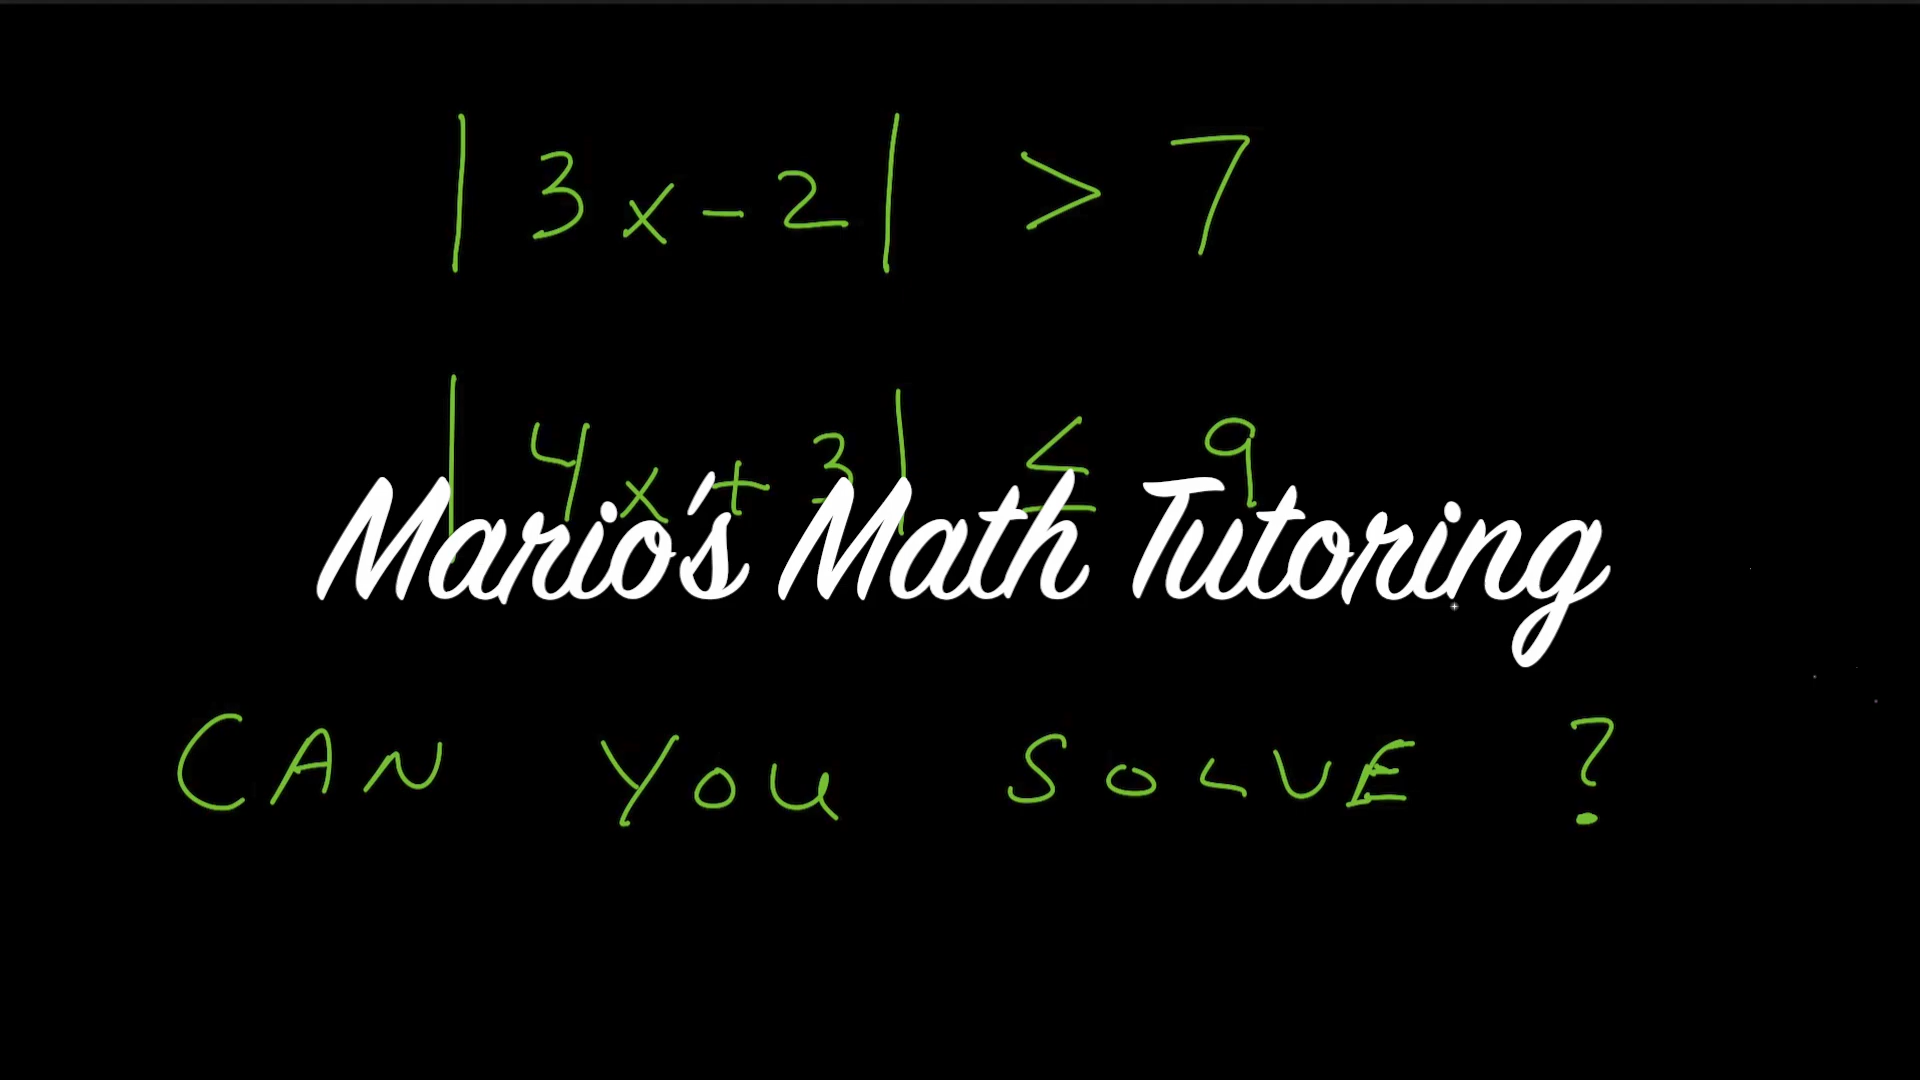 | 3x - 2 | > 7
| 4x + 3 | ≤ 9
Mario's Math Tutoring
CAN YOU SOLVE ?